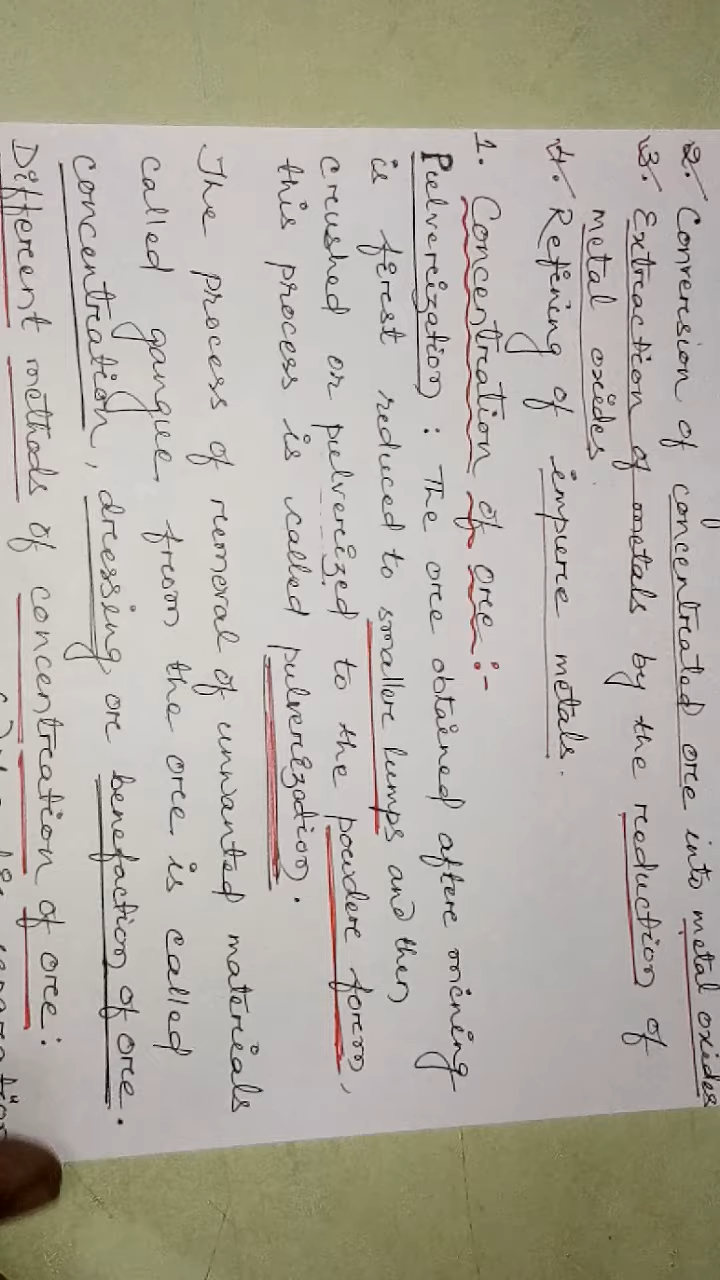 2. Conversion of concentrated ore into metal oxides
3. Extraction of metals by the reduction of
metal oxides.
4. Refining of impure metals.
1. Concentration of ore:-
Pulverization: The ore obtained after mining
is first reduced to smaller lumps and then
crushed or pulverized to the powder form,
this process is called pulverization.
The process of removal of unwanted materials
called gangue, from the ore is called
concentration, dressing or benefaction of ore.
Different methods of concentration of ore: